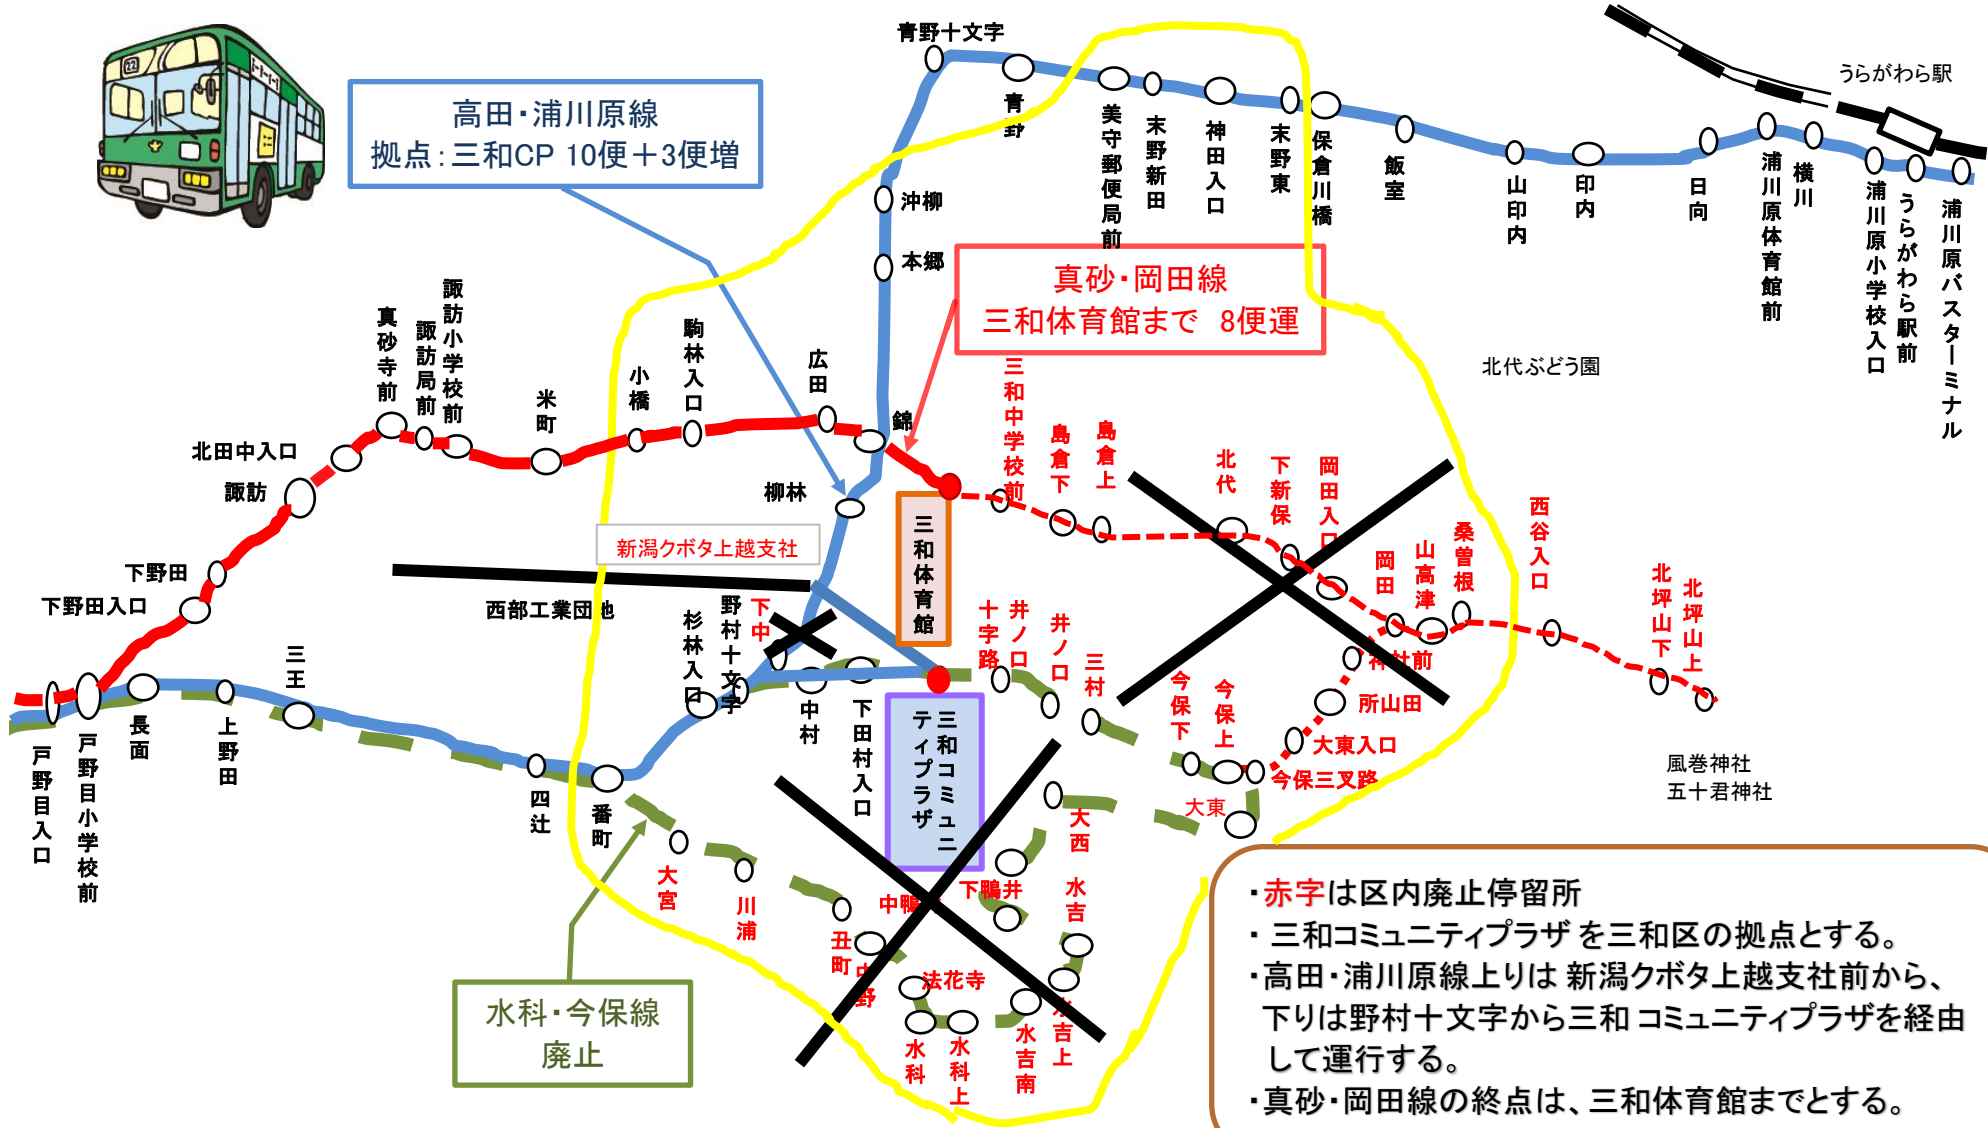 青野十文字
うらがわら駅
高田・浦川原線
拠点：三和CP 10便＋3便増
青野
美守郵便局前
末野新田
神田入口
末野東
保倉川橋
飯室
山印内
印内
日向
浦川原体育館前
横川
浦川原小学校入口
うらがわら駅前
浦川原バスターミナル
沖柳
本郷
真砂・岡田線
三和体育館まで 8便運
北代ぶどう園
真砂寺前
諏訪局前
諏訪小学校前
米町
小橋
駒林入口
広田
錦
三和中学校前
島倉下
島倉上
北代
下新保
岡田入口
岡田
山高津
桑曽根
西谷入口
北坪山下
北坪山上
北田中入口
諏訪
柳林
新潟クボタ上越支社
三和体育館
下野田
下野田入口
西部工業団地
杉林入口
野村十文字
下中
中村
下田村入口
十字路
井ノ口
井ノ口
三村
今保下
今保上
神社前
所山田
大東入口
今保三叉路
大東
三王
戸野目入口
戸野目小学校前
長面
上野田
四辻
番町
三和コミュニ
ティプラザ
風巻神社
五十君神社
大宮
川浦
丑町
中野
中鴨
下鴨井
大西
水吉
法花寺
水科
水科上
水吉南
水吉上
水科・今保線
廃止
・赤字は区内廃止停留所
・ 三和コミュニティプラザ を三和区の拠点とする。
・高田・浦川原線上りは 新潟クボタ上越支社前から、
下りは野村十文字から三和 コミュニティプラザを経由
して運行する。
・真砂・岡田線の終点は、三和体育館までとする。